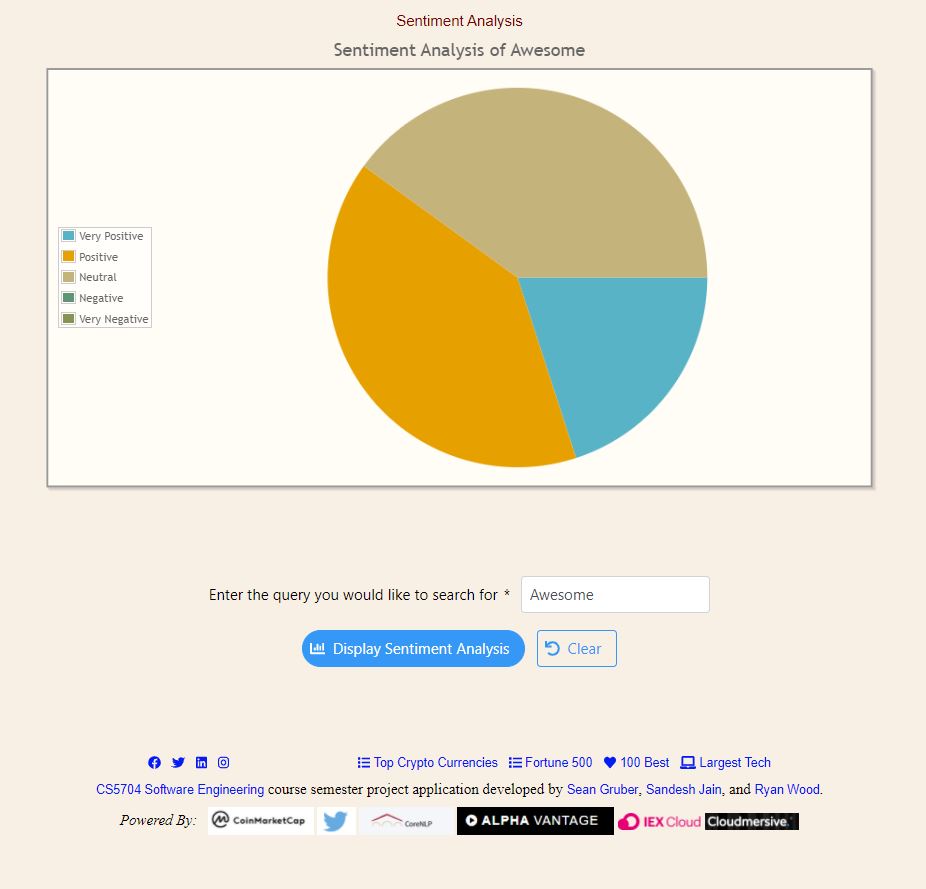 Sentiment Analysis
Sentiment Analysis of Awesome
Very Positive
Positive
Neutral
Negative
Very Negative
Enter the query you would like to search for * Awesome
Display Sentiment Analysis Clear
Top Crypto Currencies Fortune 500 100 Best Largest Tech
CS5704 Software Engineering course semester project application developed by Sean Gruber, Sandesh Jain, and Ryan Wood.
Powered By: CoinMarketCap CoreNLP ALPHA VANTAGE IEX Cloud Cloudmersive